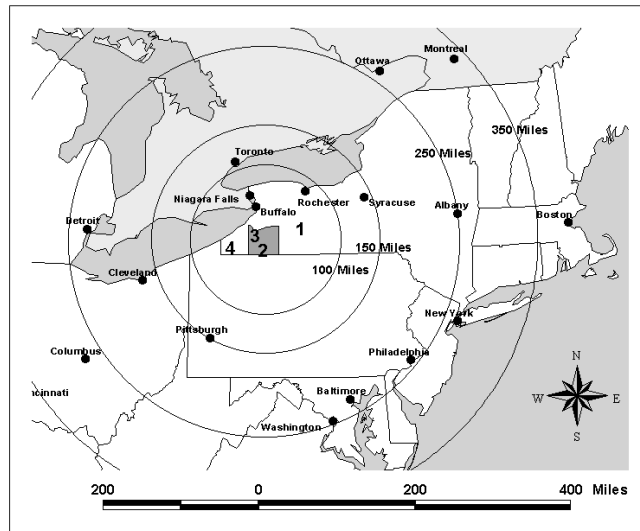 Montreal
Ottawa
350 Miles
Toronto
250 Miles
Niagara Falls
Rochester
Syracuse
Buffalo
Albany
Detroit
Boston
3
1
4
2
150 Miles
100 Miles
Cleveland
New York
Pittsburgh
Columbus
Philadelphia
N
Baltimore
ncincinnati
W
E
Washington
S
200
0
200
400
Miles